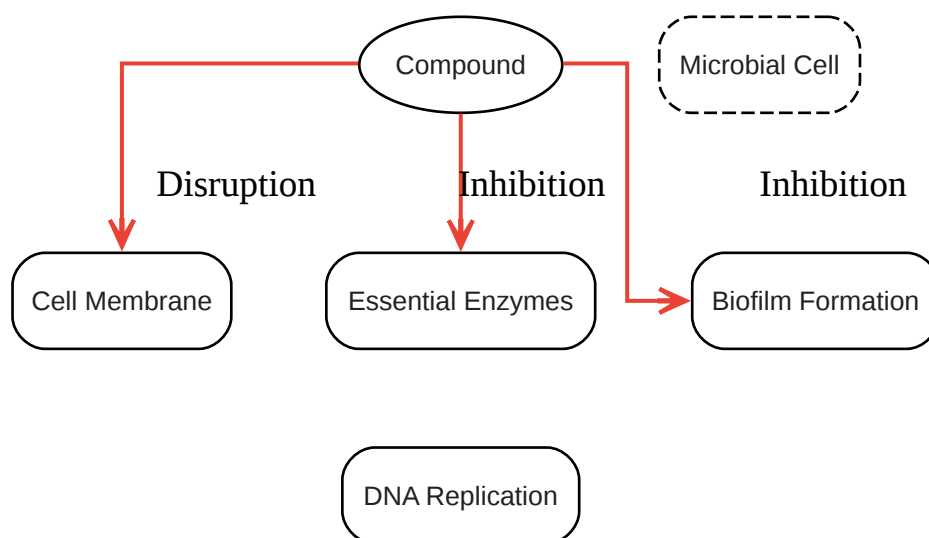 Compound
Microbial Cell
Disruption
Inhibition
Inhibition
Cell Membrane
Essential Enzymes
Biofilm Formation
DNA Replication